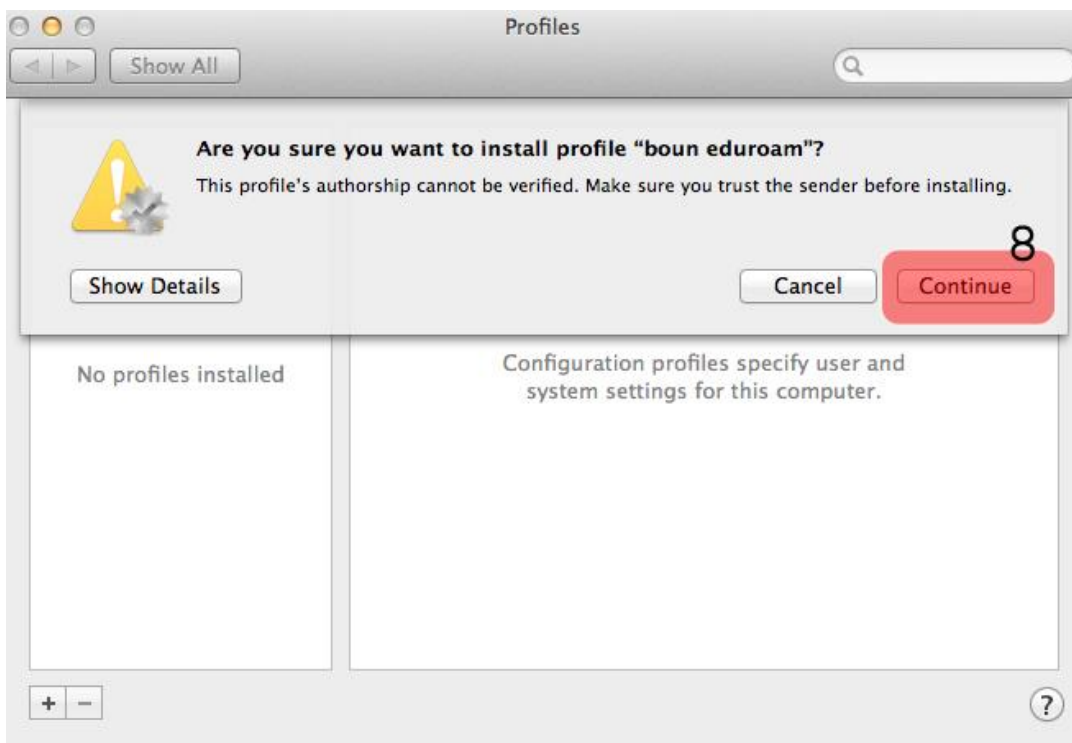 Profiles
Show All
Are you sure you want to install profile “boun eduroam”?
This profile's authorship cannot be verified. Make sure you trust the sender before installing.
8
Show Details
Cancel
Continue
No profiles installed
Configuration profiles specify user and
system settings for this computer.
+
−
?